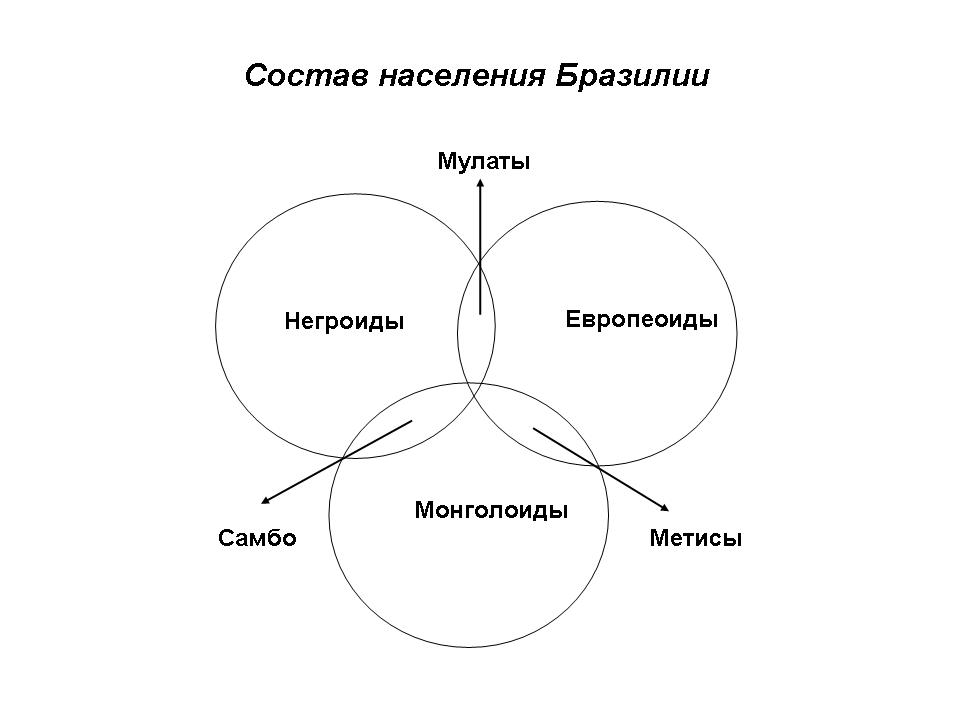 Состав населения Бразилии
Мулаты
Негроиды
Европеоиды
Монголоиды
Самбо
Метисы